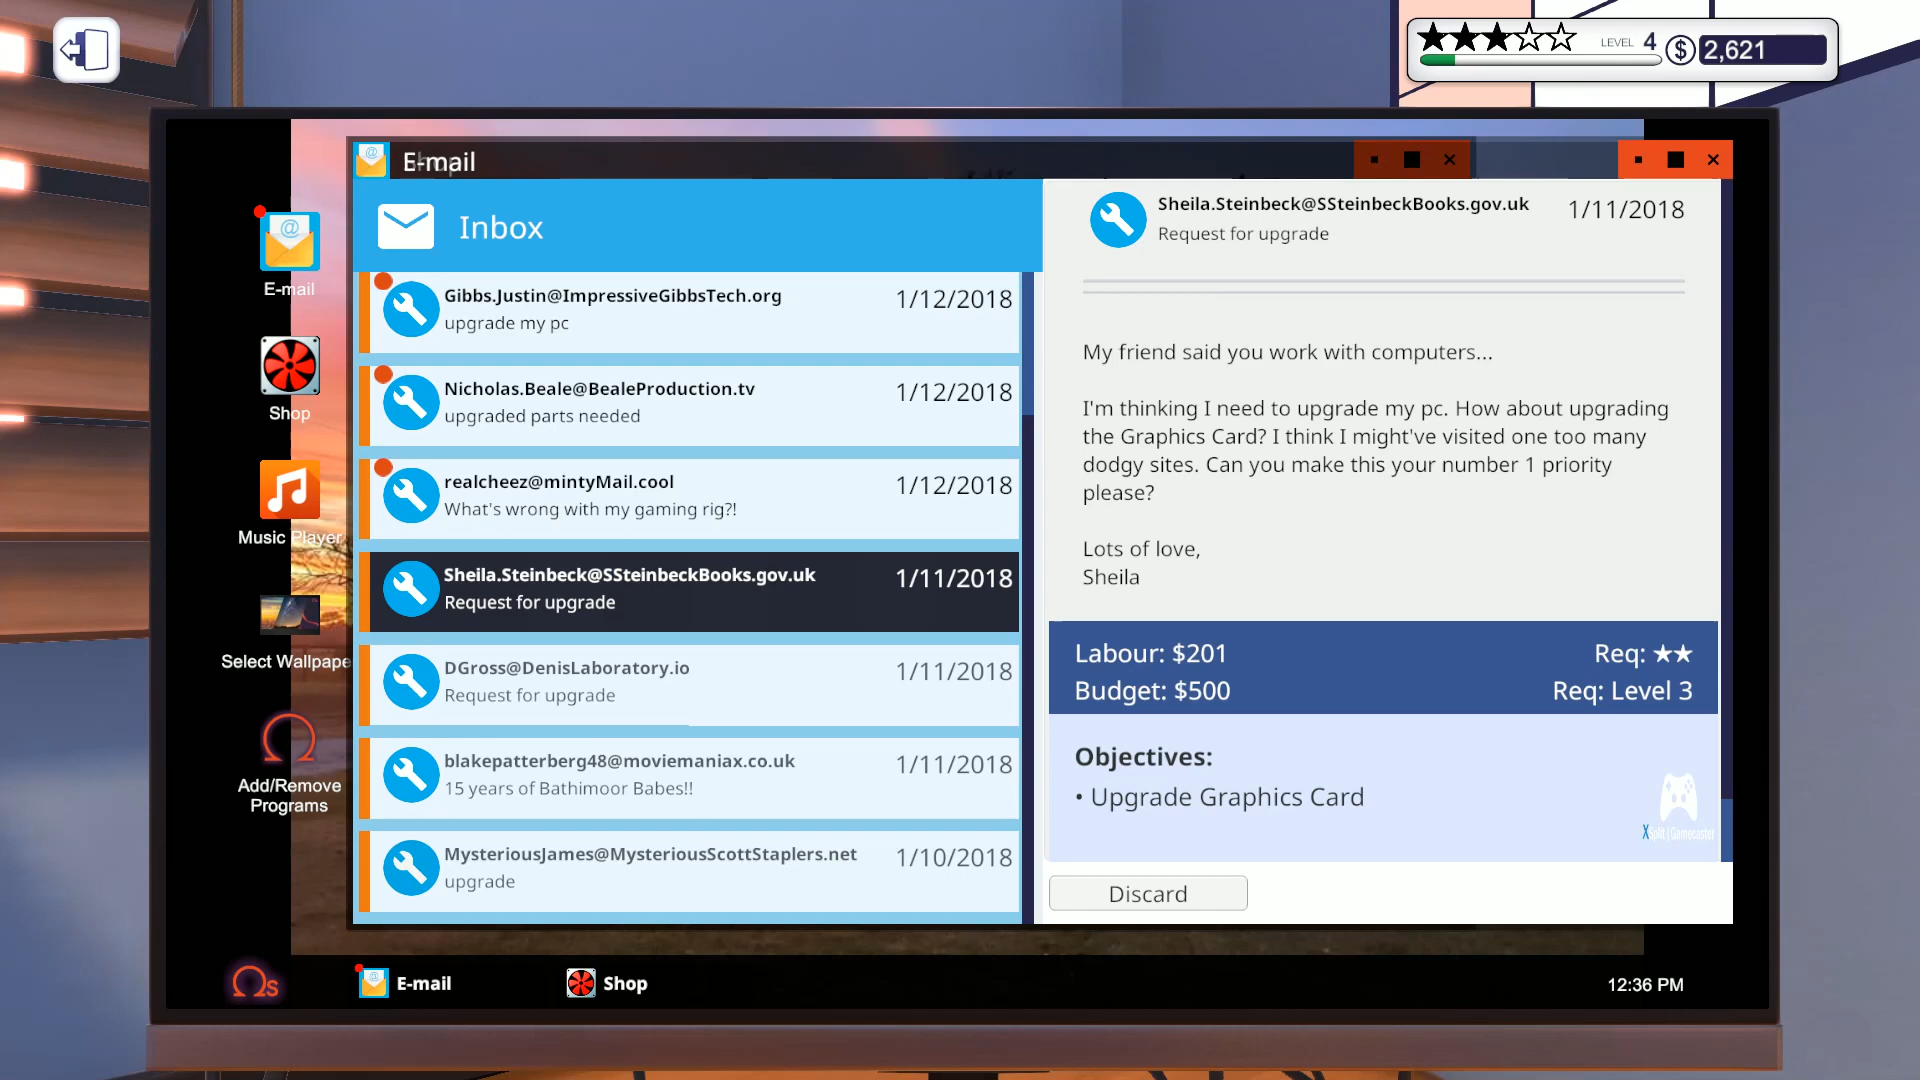 LEVEL 4 $ 2,621
E-mail
Inbox
Gibbs.Justin@ImpressiveGibbsTech.org 1/12/2018
upgrade my pc
Nicholas.Beale@BealeProduction.tv 1/12/2018
upgraded parts needed
realcheez@mintyMail.cool 1/12/2018
What's wrong with my gaming rig?!
Sheila.Steinbeck@SSteinbeckBooks.gov.uk 1/11/2018
Request for upgrade
DGross@DenisLaboratory.io 1/11/2018
Request for upgrade
blakepatterberg48@moviemaniax.co.uk 1/11/2018
15 years of Bathimoor Babes!!
MysteriousJames@MysteriousScottStaplers.net 1/10/2018
upgrade
Sheila.Steinbeck@SSteinbeckBooks.gov.uk 1/11/2018
Request for upgrade
My friend said you work with computers...
I'm thinking I need to upgrade my pc. How about upgrading
the Graphics Card? I think I might've visited one too many
dodgy sites. Can you make this your number 1 priority
please?
Lots of love,
Sheila
Labour: $201 Req: ★★
Budget: $500 Req: Level 3
Objectives:
• Upgrade Graphics Card
XSplit | Gamecaster
Discard
E-mail
Shop
Music Player
Select Wallpape
Add/Remove
Programs
Ωs
E-mail
Shop
12:36 PM